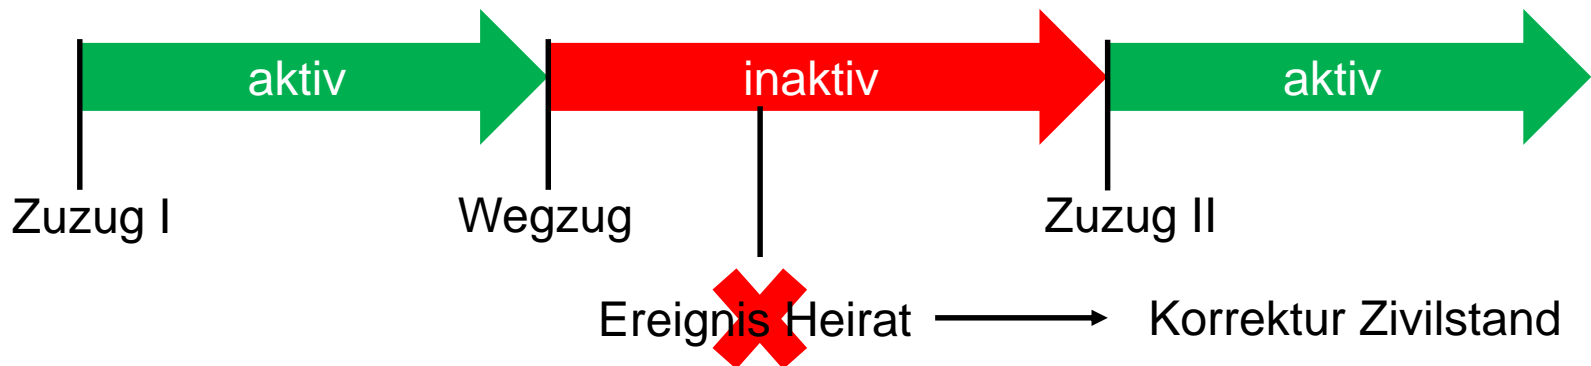 aktiv inaktiv aktiv
Zuzug I Wegzug Zuzug II
Ereignis Heirat Korrektur Zivilstand